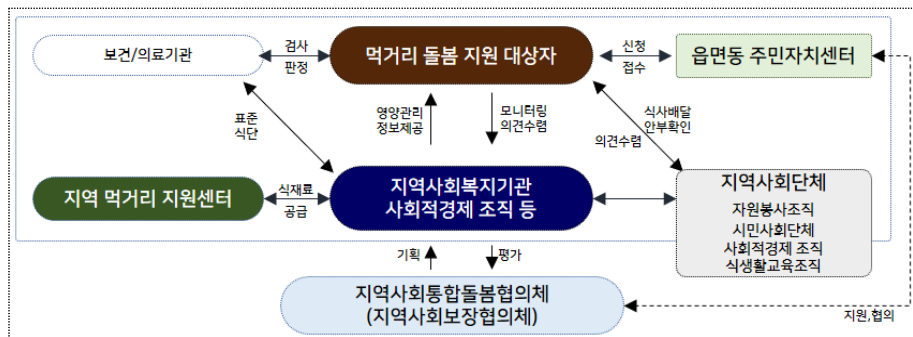 보건/의료기관
검사
판정
먹거리 돌봄 지원 대상자
신청
접수
읍면동 주민자치센터
표준
식단
영양관리
정보제공
모니터링
의견수렴
의견수렴
식사배달
안부확인
지역 먹거리 지원센터
식재료
공급
지역사회복지기관
사회적경제 조직 등
지역사회단체
자원봉사조직
시민사회단체
사회적경제 조직
식생활교육조직
기획
평가
지역사회통합돌봄협의체
(지역사회보장협의체)
지원,협의